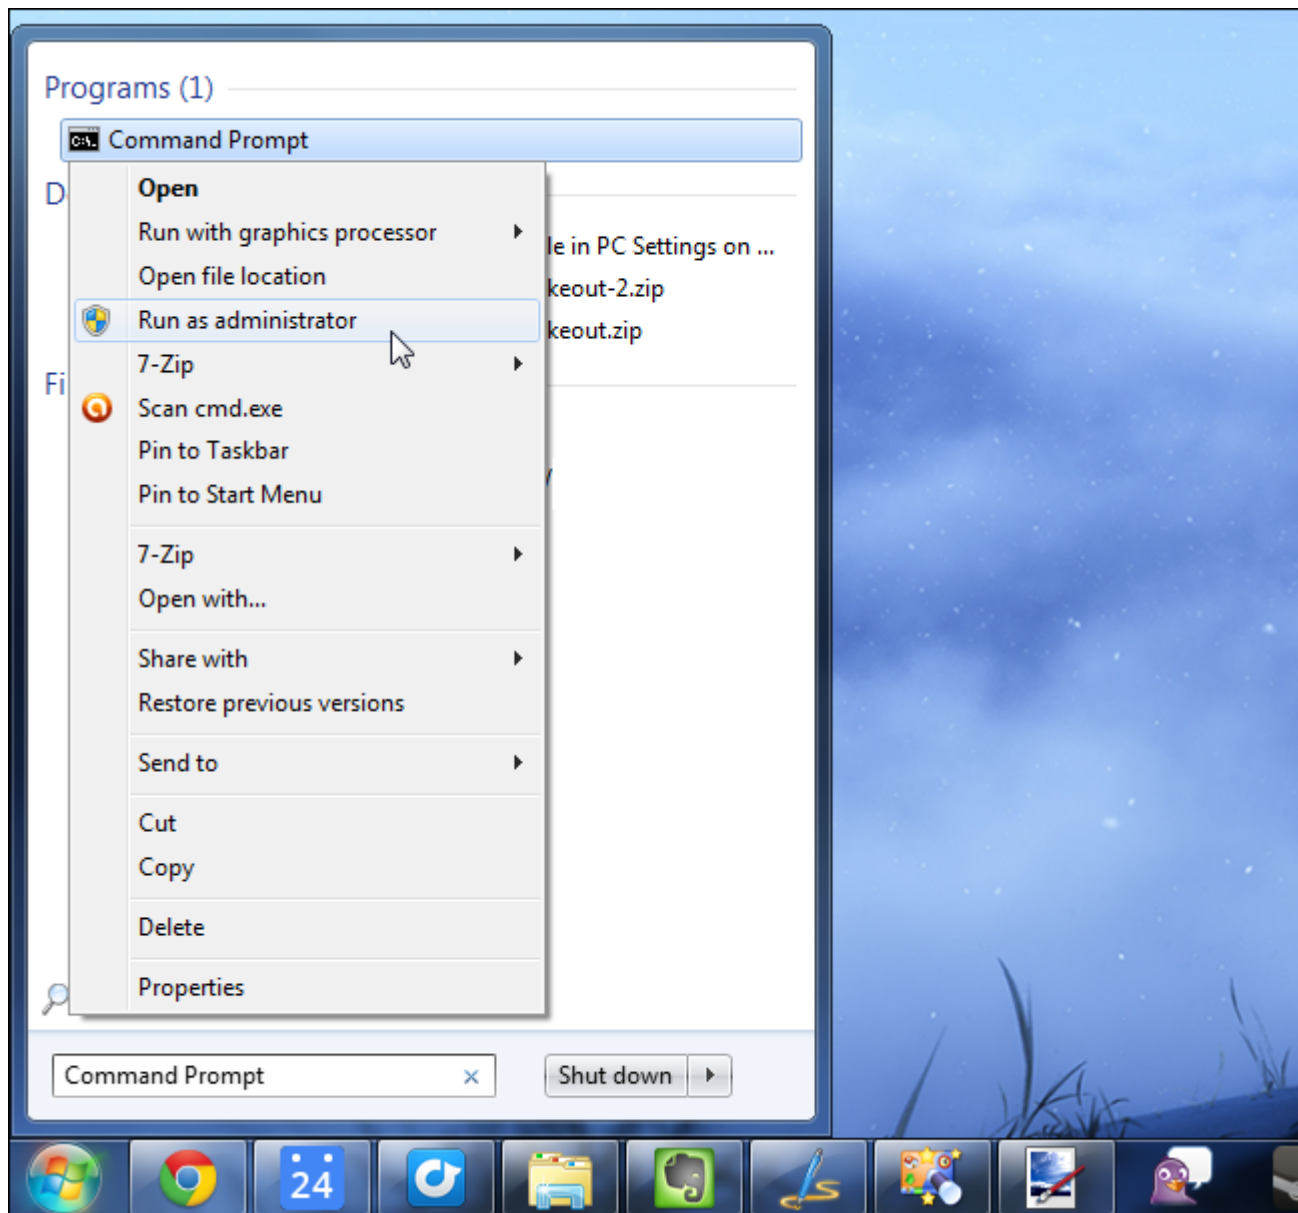 Programs (1)
C:\. Command Prompt
Open
Run with graphics processor
le in PC Settings on ...
Open file location
keout-2.zip
Run as administrator
keout.zip
7-Zip
Fi
Scan cmd.exe
Pin to Taskbar
Pin to Start Menu
7-Zip
Open with...
Share with
Restore previous versions
Send to
Cut
Copy
Delete
Properties
Command Prompt
Shut down
24